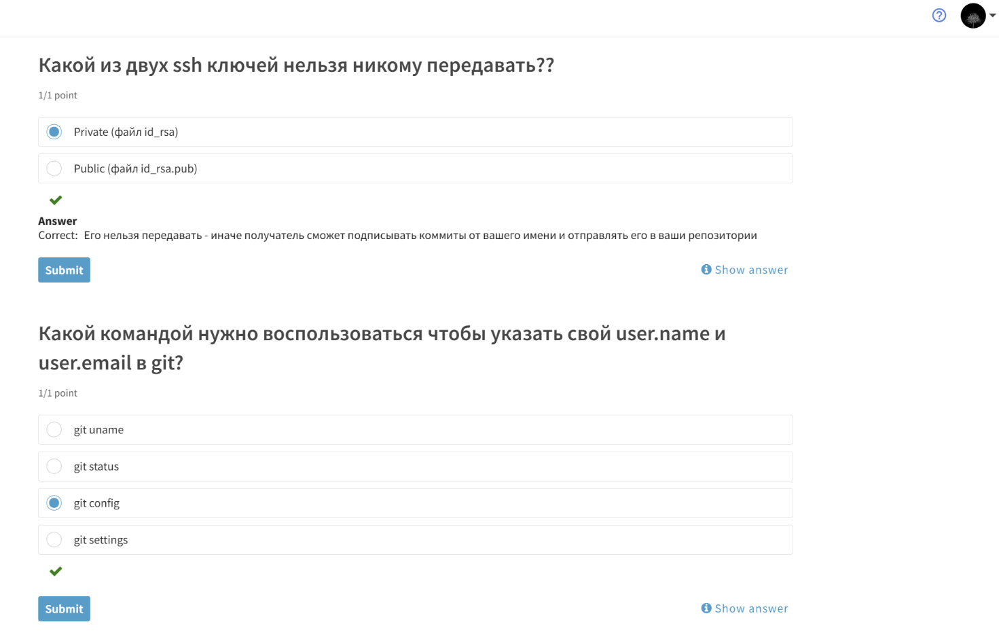 Какой из двух ssh ключей нельзя никому передавать??
1/1 point
Private (файл id_rsa)
Public (файл id_rsa.pub)
Answer
Correct: Его нельзя передавать - иначе получатель сможет подписывать коммиты от вашего имени и отправлять его в ваши репозитории
Submit
Show answer
Какой командой нужно воспользоваться чтобы указать свой user.name и
user.email в git?
1/1 point
git uname
git status
git config
git settings
Submit
Show answer